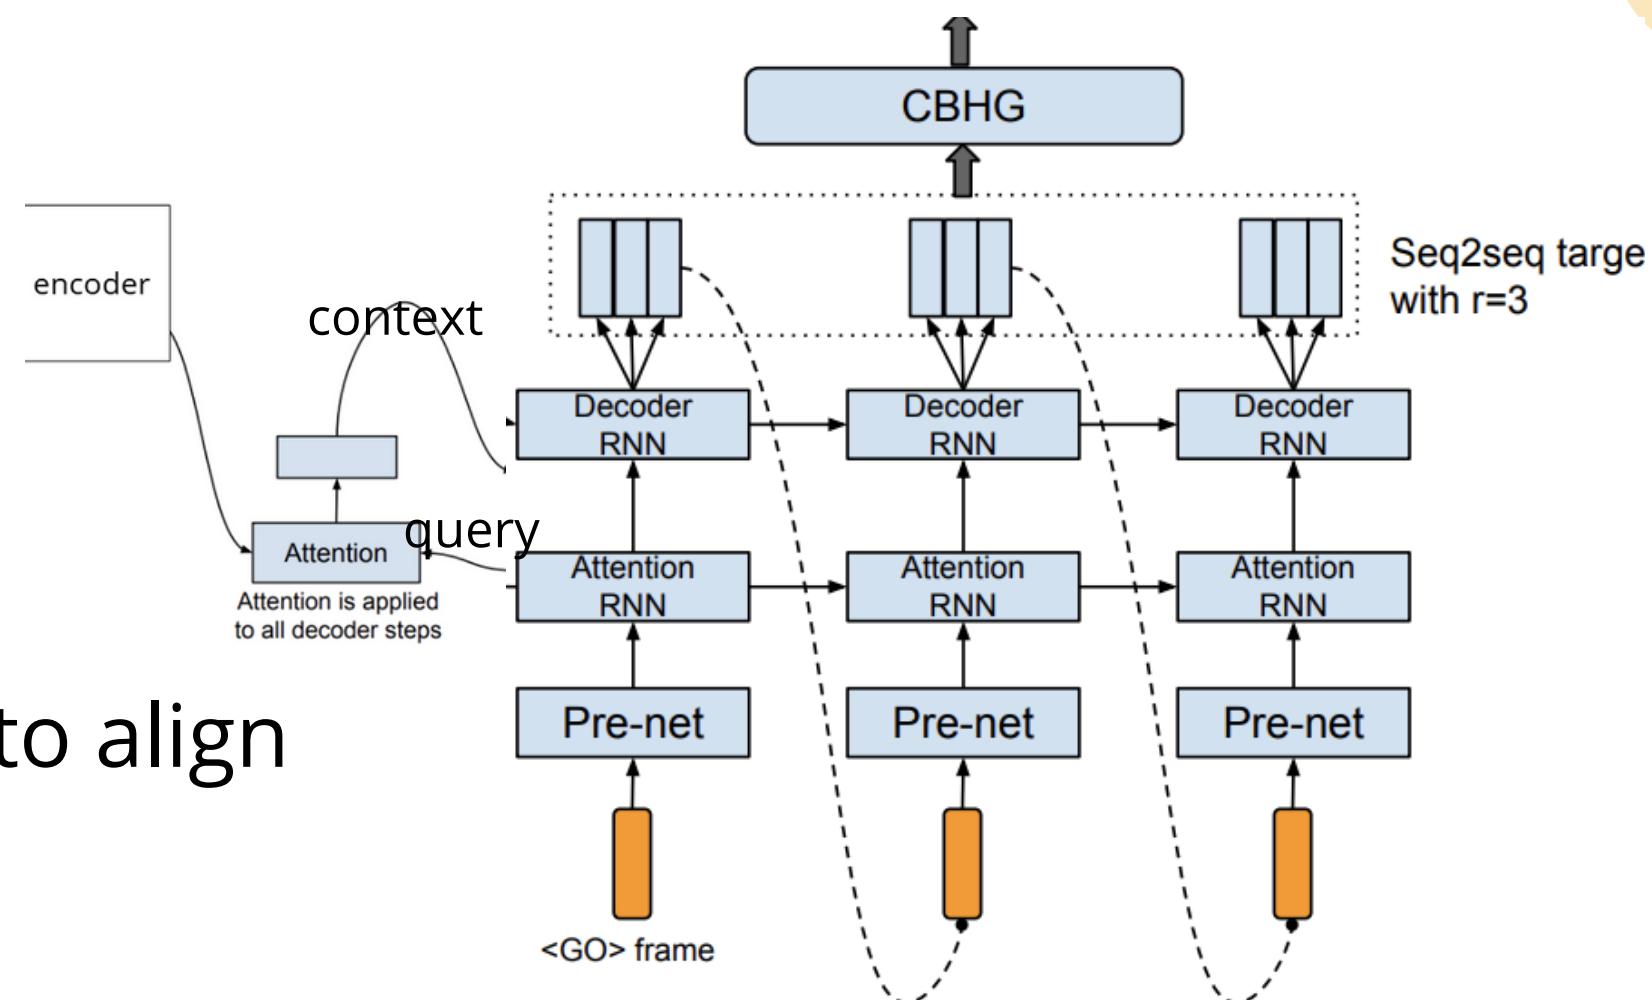 CBHG
encoder
context
Seq2seq targe
with r=3
Decoder
RNN
Decoder
RNN
Decoder
RNN
query
Attention
Attention is applied
to all decoder steps
Attention
RNN
Attention
RNN
Attention
RNN
to align
Pre-net
Pre-net
Pre-net
<GO> frame